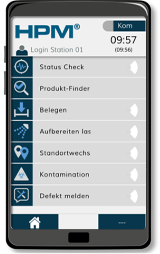 HPM®
Kom
09:57
Login Station 01
(09:56)
Status Check
Produkt-Finder
Belegen
Aufbereiten las
Standortwechs
Kontamination
Defekt melden
...